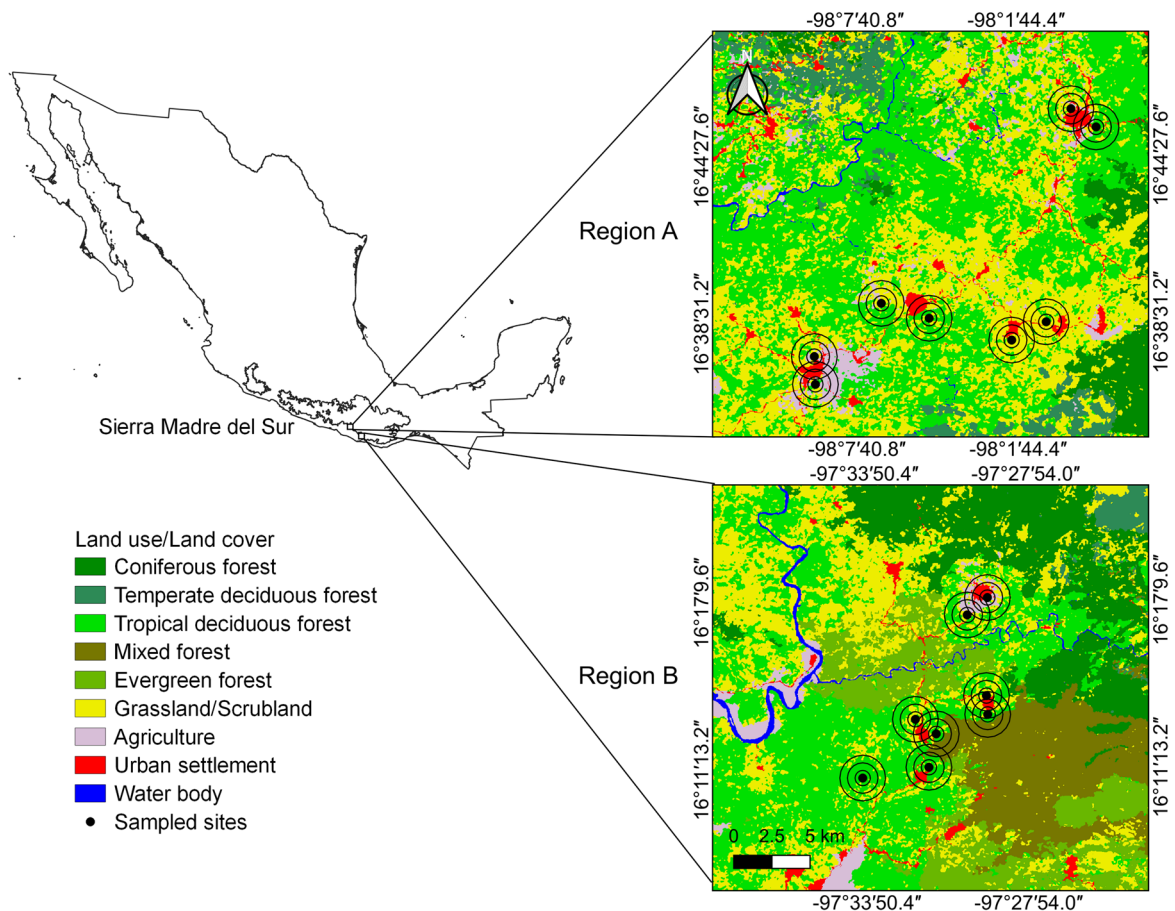 -98°7′40.8″ -98°1′44.4″
N
16°44′27.6″ 16°44′27.6″
Region A
16°38′31.2″ 16°38′31.2″
Sierra Madre del Sur
-98°7′40.8″ -98°1′44.4″
-97°33′50.4″ -97°27′54.0″
Land use/Land cover
Coniferous forest
Temperate deciduous forest
Tropical deciduous forest
Mixed forest
Evergreen forest
Grassland/Scrubland
Agriculture
Urban settlement
Water body
Sampled sites
16°17′9.6″ 16°17′9.6″
Region B
16°11′13.2″ 16°11′13.2″
0 2.5 5 km
-97°33′50.4″ -97°27′54.0″